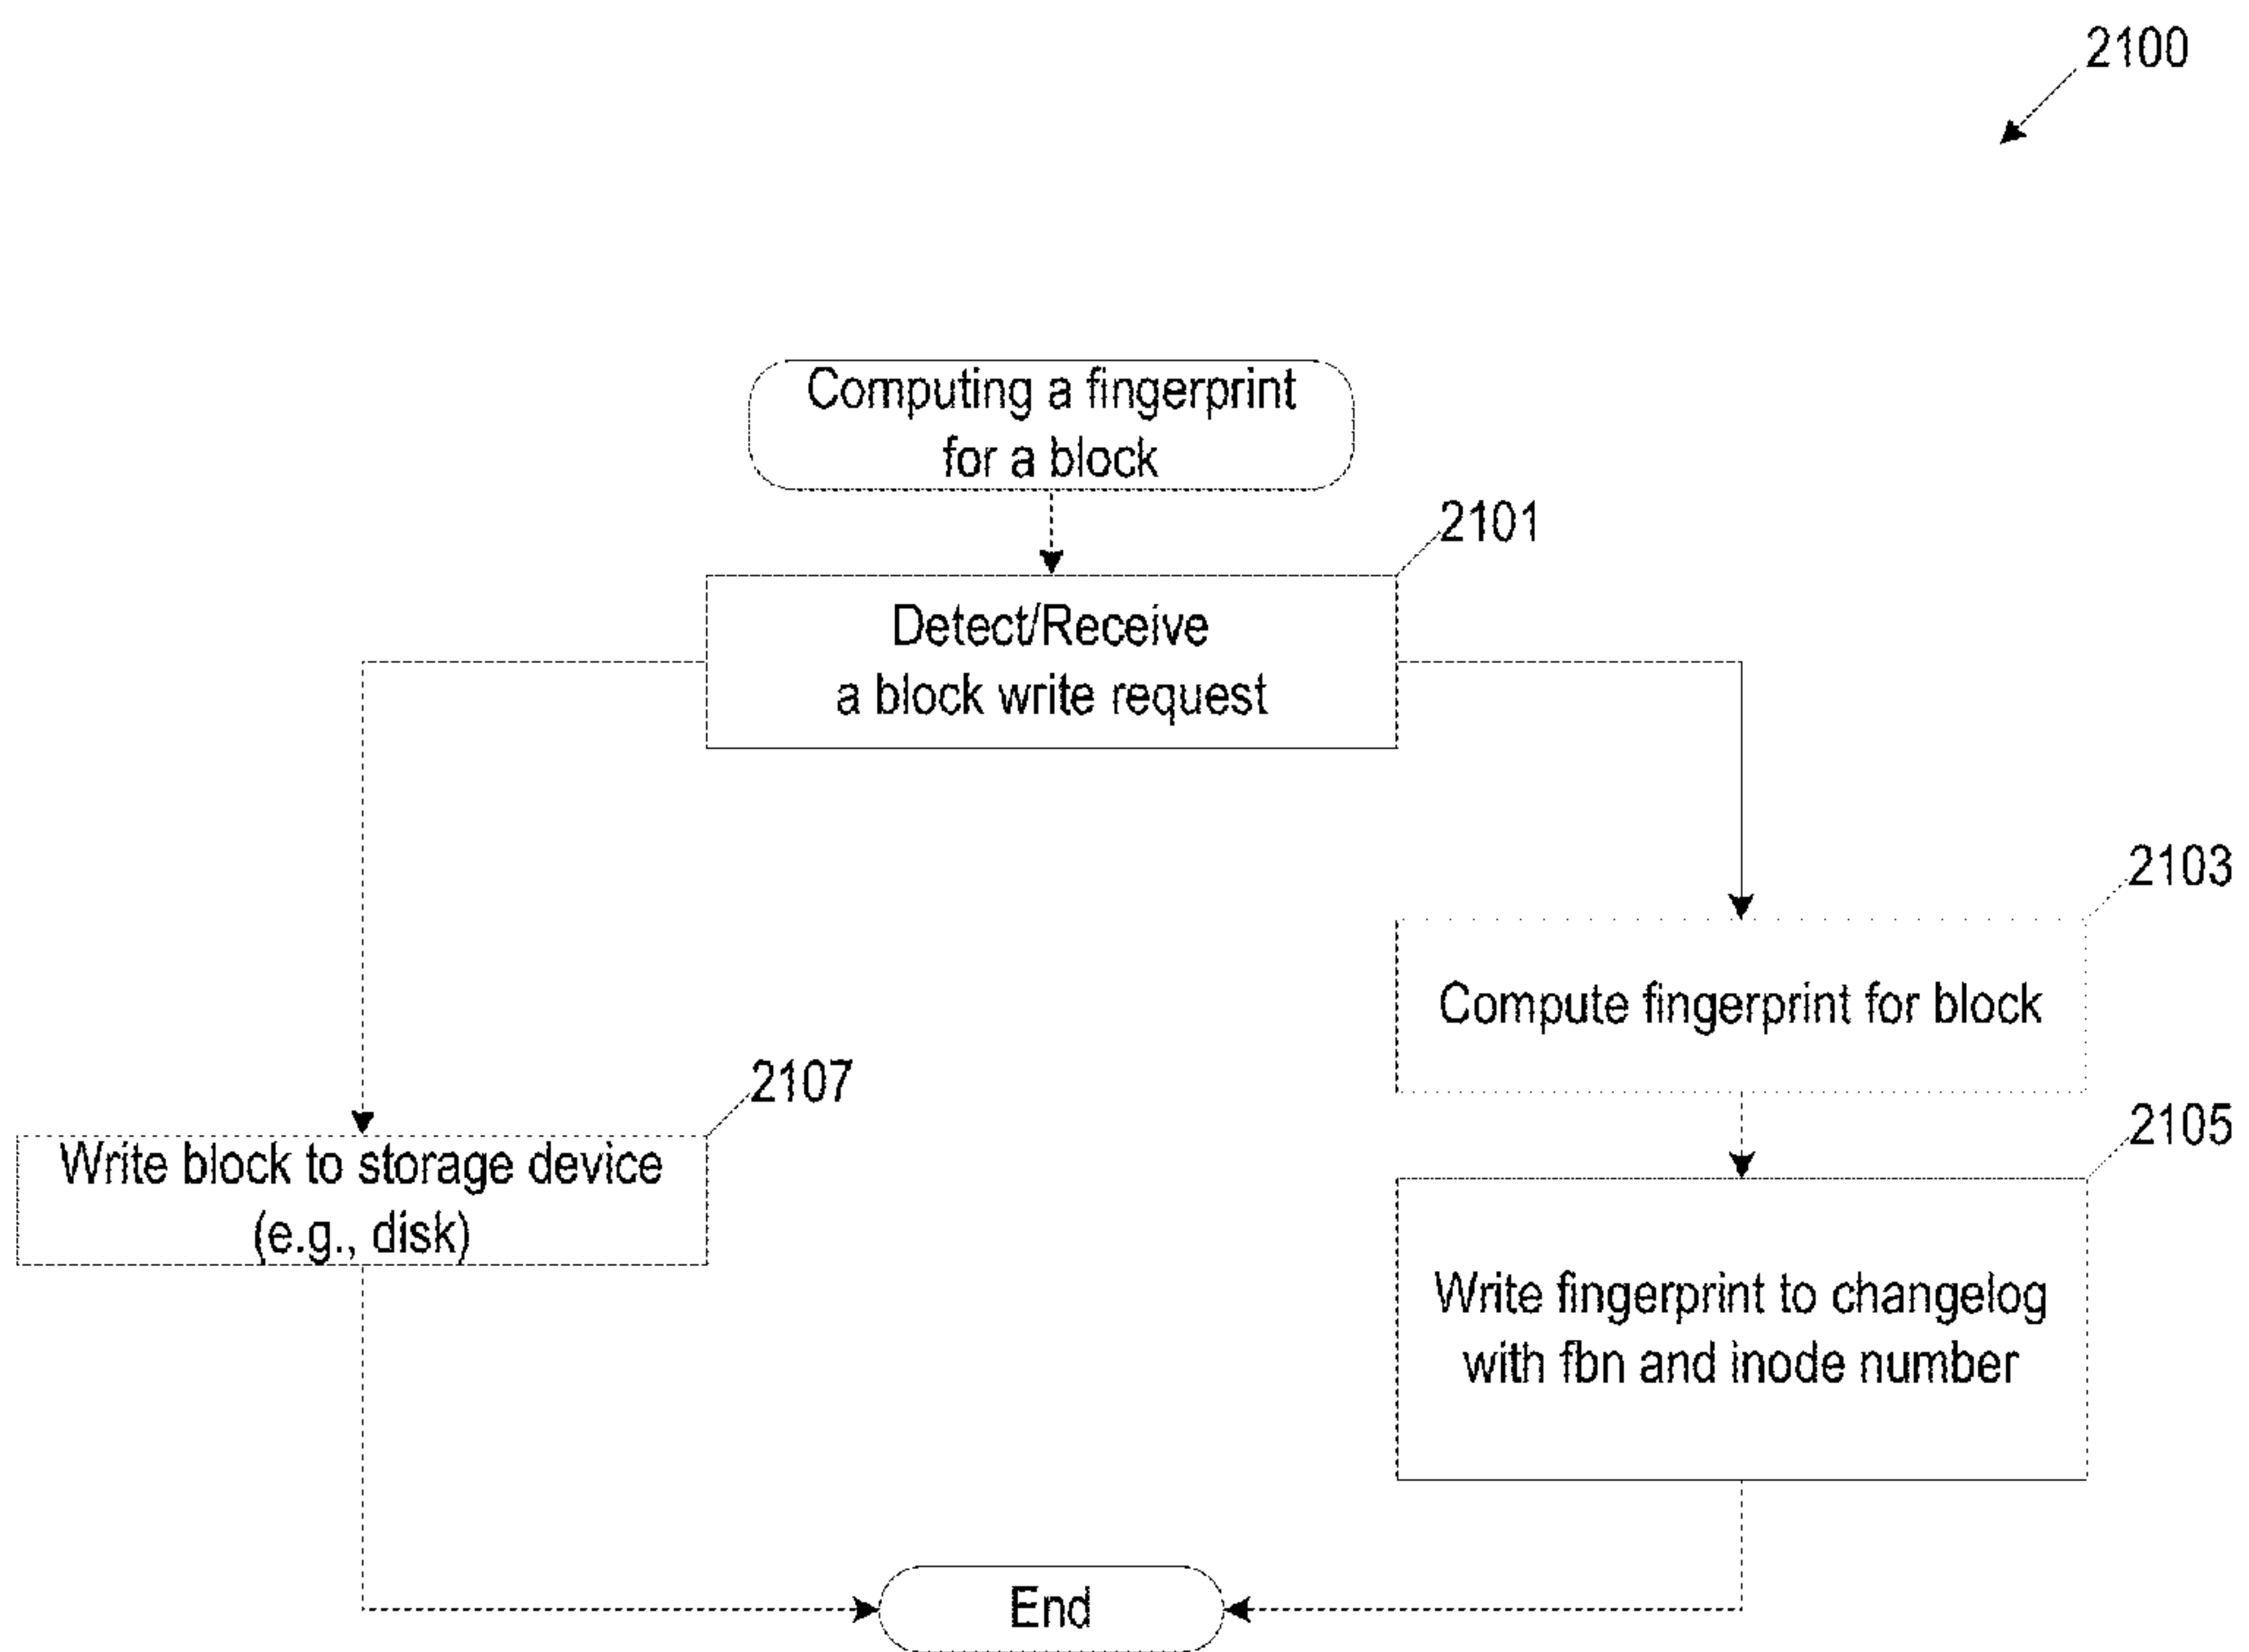 2100
Computing a fingerprint
for a block
2101
Detect/Receive
a block write request
2103
Compute fingerprint for block
2107
Write block to storage device
(e.g., disk)
2105
Write fingerprint to changelog
with fbn and inode number
End